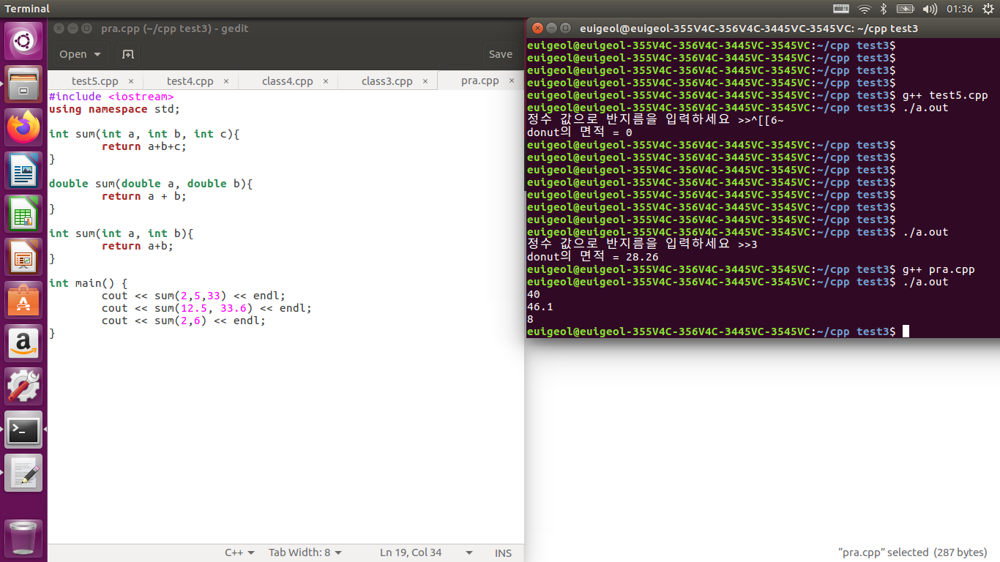 Terminal
01:36
pra.cpp (~/cpp test3) - gedit
Open
Save
test5.cpp ×
test4.cpp ×
class4.cpp ×
class3.cpp ×
pra.cpp ×
#include <iostream>
using namespace std;
int sum(int a, int b, int c){
return a+b+c;
}
double sum(double a, double b){
return a + b;
}
int sum(int a, int b){
return a+b;
}
int main() {
cout << sum(2,5,33) << endl;
cout << sum(12.5, 33.6) << endl;
cout << sum(2,6) << endl;
}
C++
Tab Width: 8
Ln 19, Col 34
INS
euigeol@euigeol-355V4C-356V4C-3445VC-3545VC: ~/cpp test3
euigeol@euigeol-355V4C-356V4C-3445VC-3545VC:~/cpp test3$
euigeol@euigeol-355V4C-356V4C-3445VC-3545VC:~/cpp test3$
euigeol@euigeol-355V4C-356V4C-3445VC-3545VC:~/cpp test3$
euigeol@euigeol-355V4C-356V4C-3445VC-3545VC:~/cpp test3$
euigeol@euigeol-355V4C-356V4C-3445VC-3545VC:~/cpp test3$ g++ test5.cpp
euigeol@euigeol-355V4C-356V4C-3445VC-3545VC:~/cpp test3$ ./a.out
정수 값으로 반지름을 입력하세요 >>^[[6~
donut의 면적 = 0
euigeol@euigeol-355V4C-356V4C-3445VC-3545VC:~/cpp test3$
euigeol@euigeol-355V4C-356V4C-3445VC-3545VC:~/cpp test3$
euigeol@euigeol-355V4C-356V4C-3445VC-3545VC:~/cpp test3$
euigeol@euigeol-355V4C-356V4C-3445VC-3545VC:~/cpp test3$
euigeol@euigeol-355V4C-356V4C-3445VC-3545VC:~/cpp test3$
euigeol@euigeol-355V4C-356V4C-3445VC-3545VC:~/cpp test3$
euigeol@euigeol-355V4C-356V4C-3445VC-3545VC:~/cpp test3$
euigeol@euigeol-355V4C-356V4C-3445VC-3545VC:~/cpp test3$ ./a.out
정수 값으로 반지름을 입력하세요 >>3
donut의 면적 = 28.26
euigeol@euigeol-355V4C-356V4C-3445VC-3545VC:~/cpp test3$ g++ pra.cpp
euigeol@euigeol-355V4C-356V4C-3445VC-3545VC:~/cpp test3$ ./a.out
40
46.1
8
euigeol@euigeol-355V4C-356V4C-3445VC-3545VC:~/cpp test3$
“pra.cpp” selected (287 bytes)